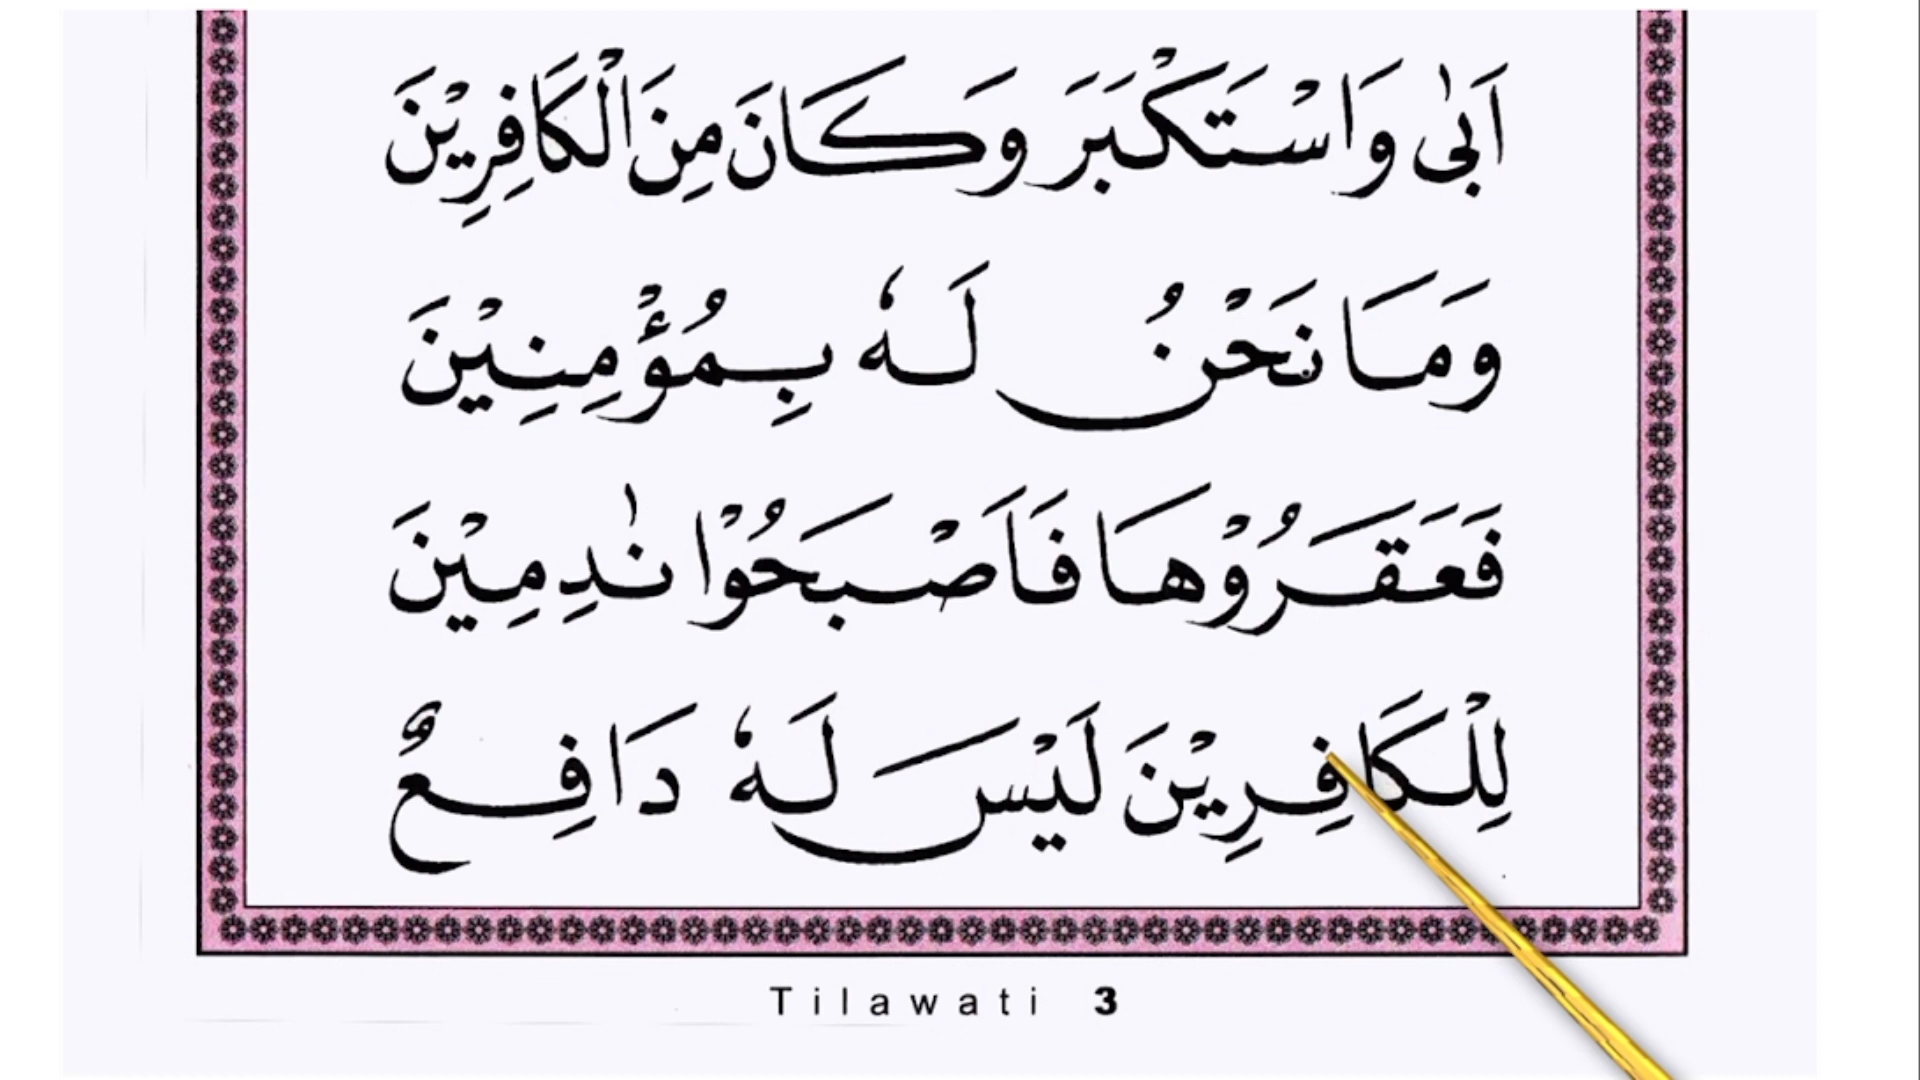 اَبٰى وَاسْتَكْبَرَ وَكَانَ مِنَ الْكَافِرِيْنَ
وَمَا نَحْنُ لَهٗ بِمُؤْمِنِيْنَ
فَعَقَرُوْهَا فَاَصْبَحُوْا نٰدِمِيْنَ
لِلْكَافِرِيْنَ لَيْسَ لَهٗ دَافِعٌ
Tilawati 3